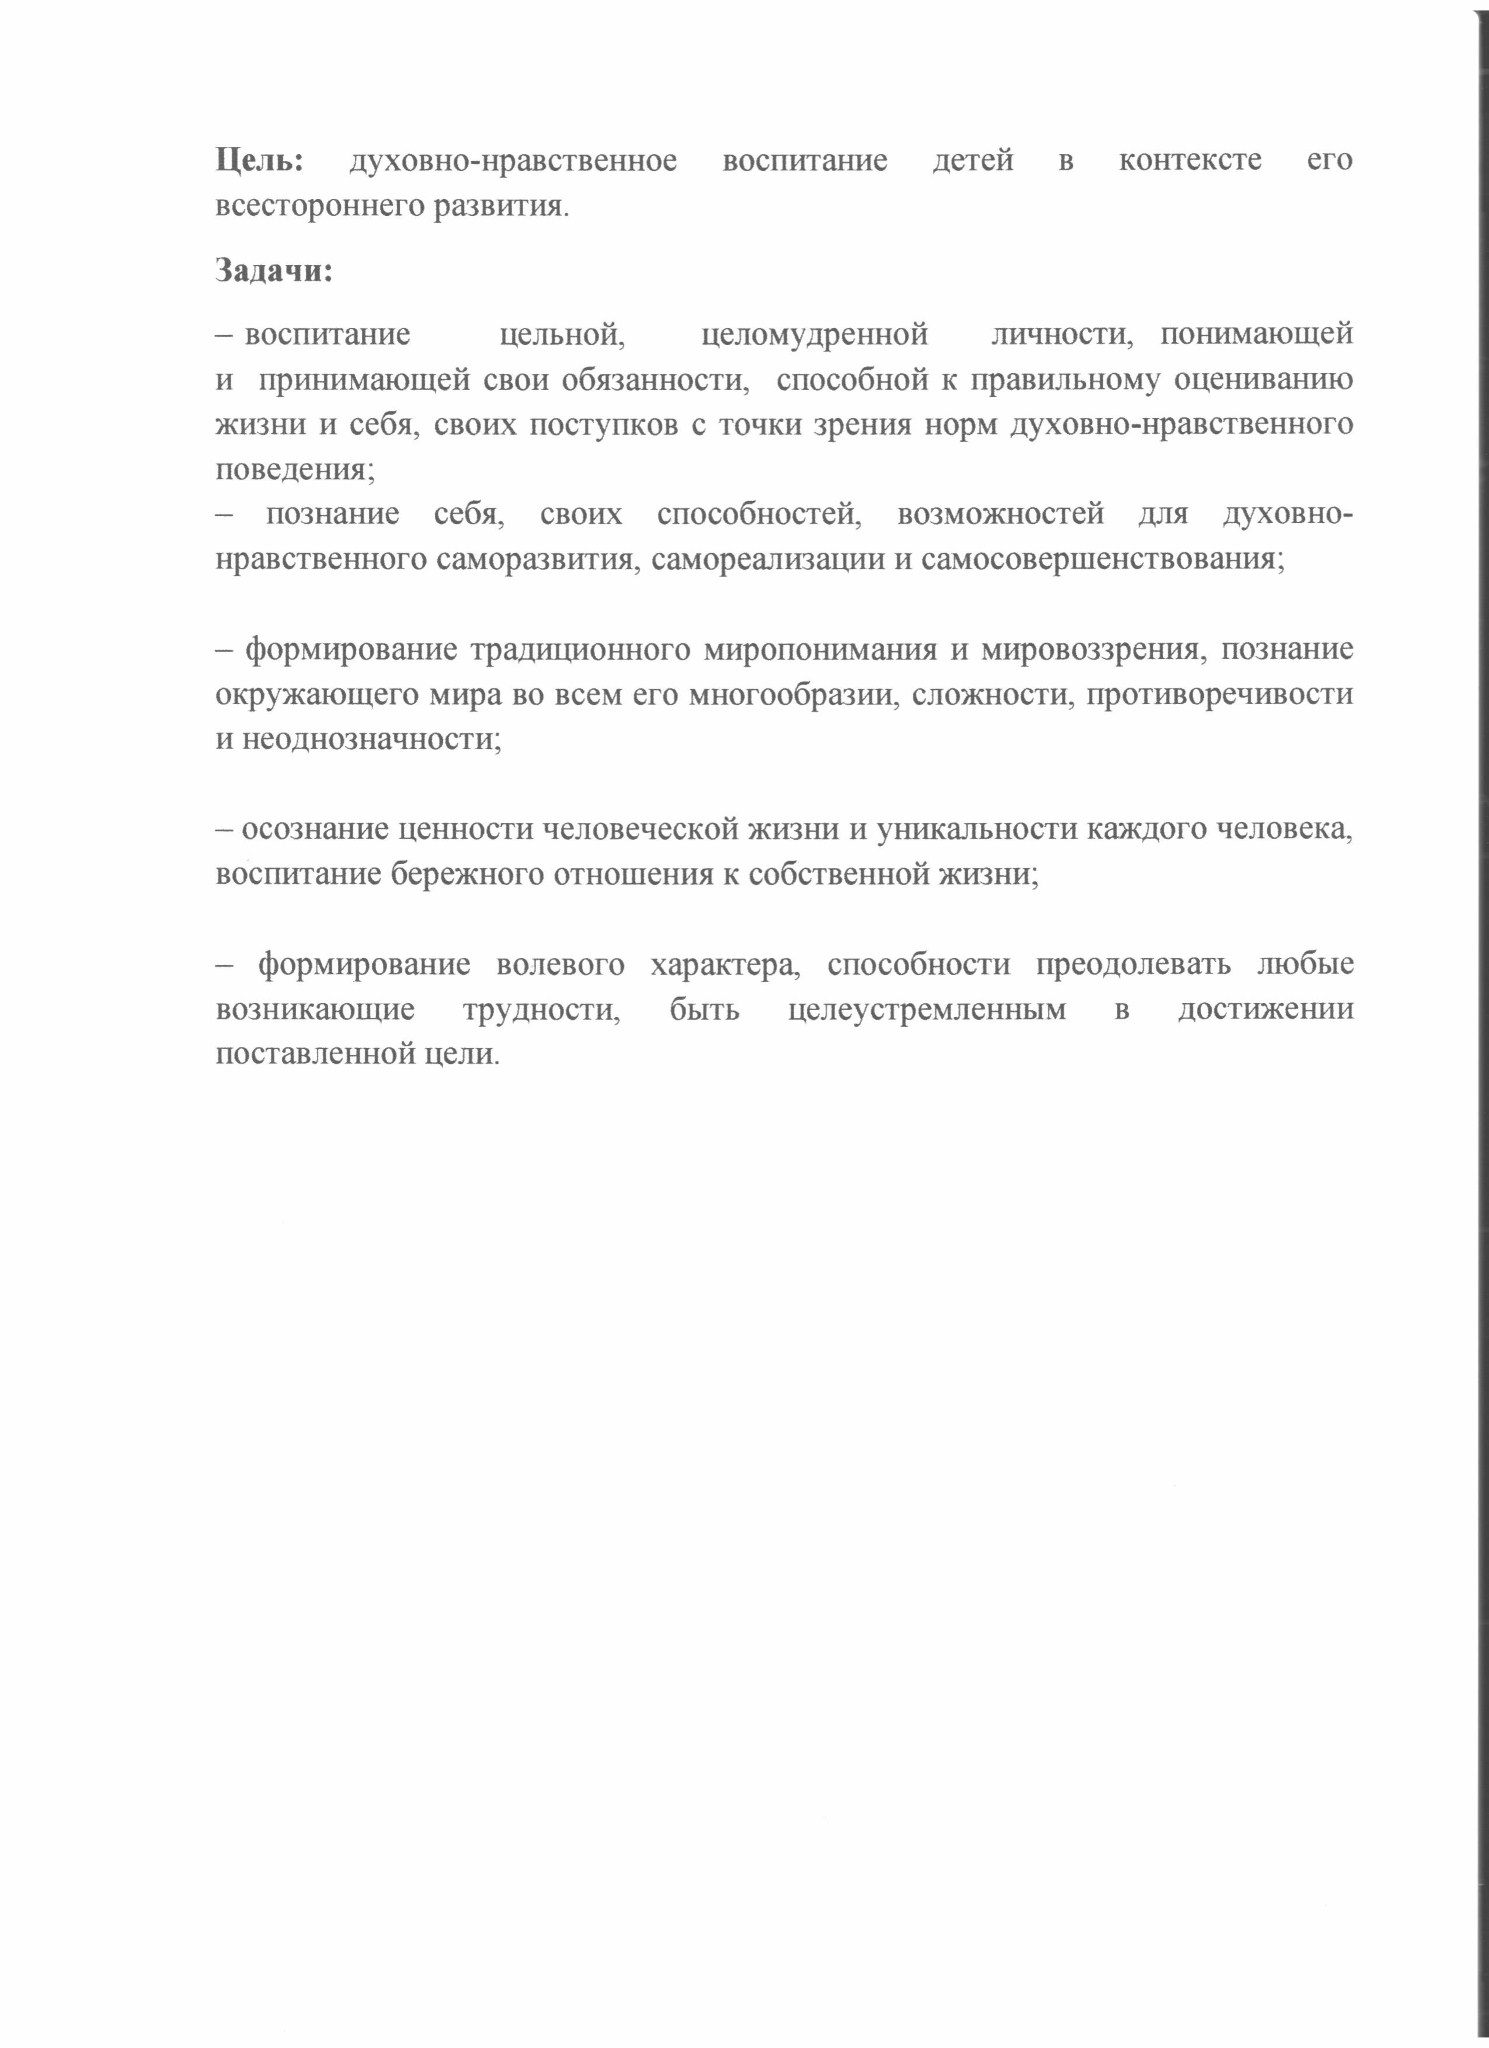 Цель: духовно-нравственное воспитание детей в контексте его
всестороннего развития.
Задачи:
– воспитание цельной, целомудренной личности, понимающей
и принимающей свои обязанности, способной к правильному оцениванию
жизни и себя, своих поступков с точки зрения норм духовно-нравственного
поведения;
– познание себя, своих способностей, возможностей для духовно-
нравственного саморазвития, самореализации и самосовершенствования;
– формирование традиционного миропонимания и мировоззрения, познание
окружающего мира во всем его многообразии, сложности, противоречивости
и неоднозначности;
– осознание ценности человеческой жизни и уникальности каждого человека,
воспитание бережного отношения к собственной жизни;
– формирование волевого характера, способности преодолевать любые
возникающие трудности, быть целеустремленным в достижении
поставленной цели.